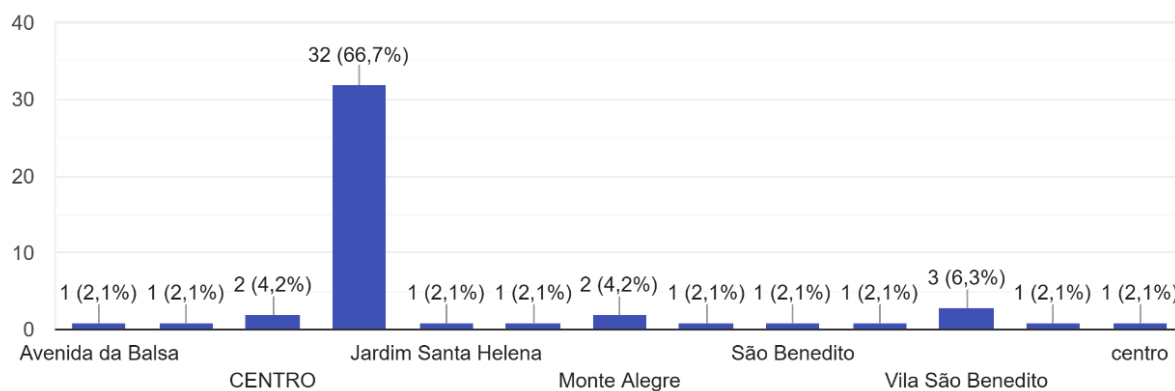 40
32 (66,7%)
30
20
10
1 (2,1%) 1 (2,1%) 2 (4,2%) 1 (2,1%) 1 (2,1%) 2 (4,2%) 1 (2,1%) 1 (2,1%) 1 (2,1%) 3 (6,3%) 1 (2,1%) 1 (2,1%)
0
Avenida da Balsa Jardim Santa Helena São Benedito centro
CENTRO Monte Alegre Vila São Benedito